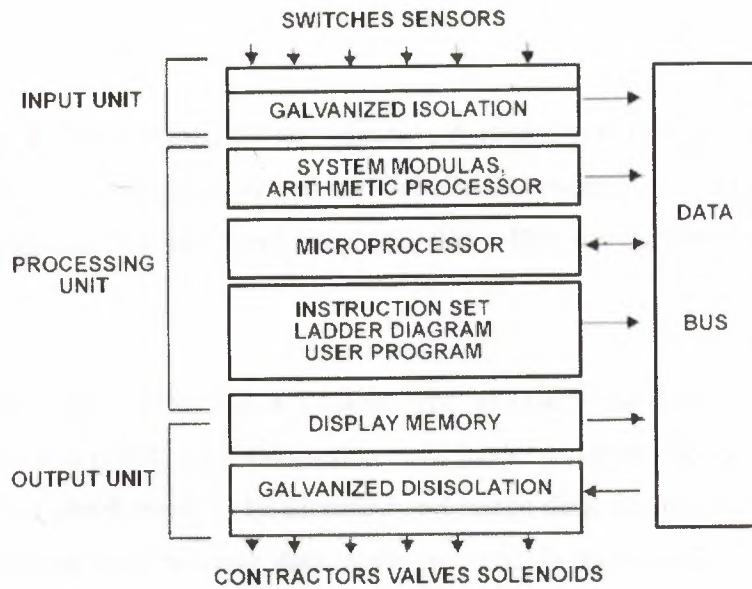 SWITCHES SENSORS
INPUT UNIT
GALVANIZED ISOLATION
SYSTEM MODULAS,
ARITHMETIC PROCESSOR
DATA
MICROPROCESSOR
PROCESSING
UNIT
INSTRUCTION SET
LADDER DIAGRAM
USER PROGRAM
BUS
DISPLAY MEMORY
OUTPUT UNIT
GALVANIZED DISISOLATION
CONTRACTORS VALVES SOLENOIDS